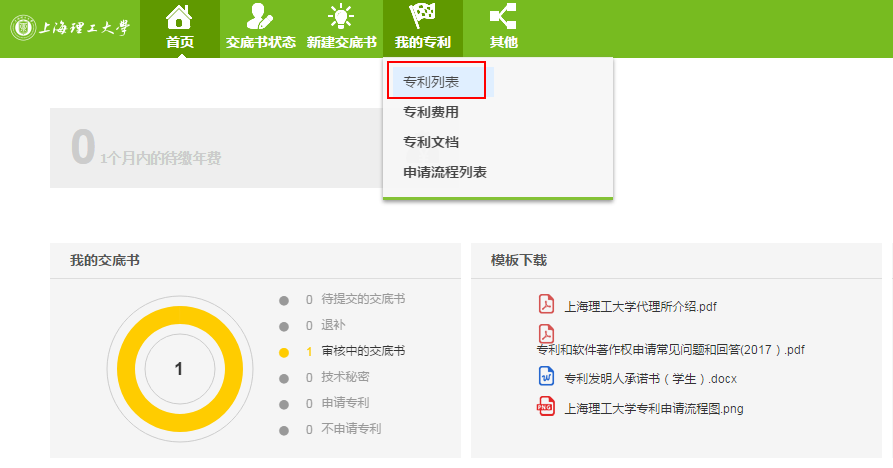 上海理工大學
首页
交底书状态
新建交底书
我的专利
其他
专利列表
专利费用
专利文档
申请流程列表
0 1个月内的待缴年费
我的交底书
1
0 待提交的交底书
0 退补
1 审核中的交底书
0 技术秘密
0 申请专利
0 不申请专利
模板下载
上海理工大学代理所介绍.pdf
专利和软件著作权申请常见问题和回答(2017）.pdf
专利发明人承诺书（学生）.docx
PNG 上海理工大学专利申请流程图.png